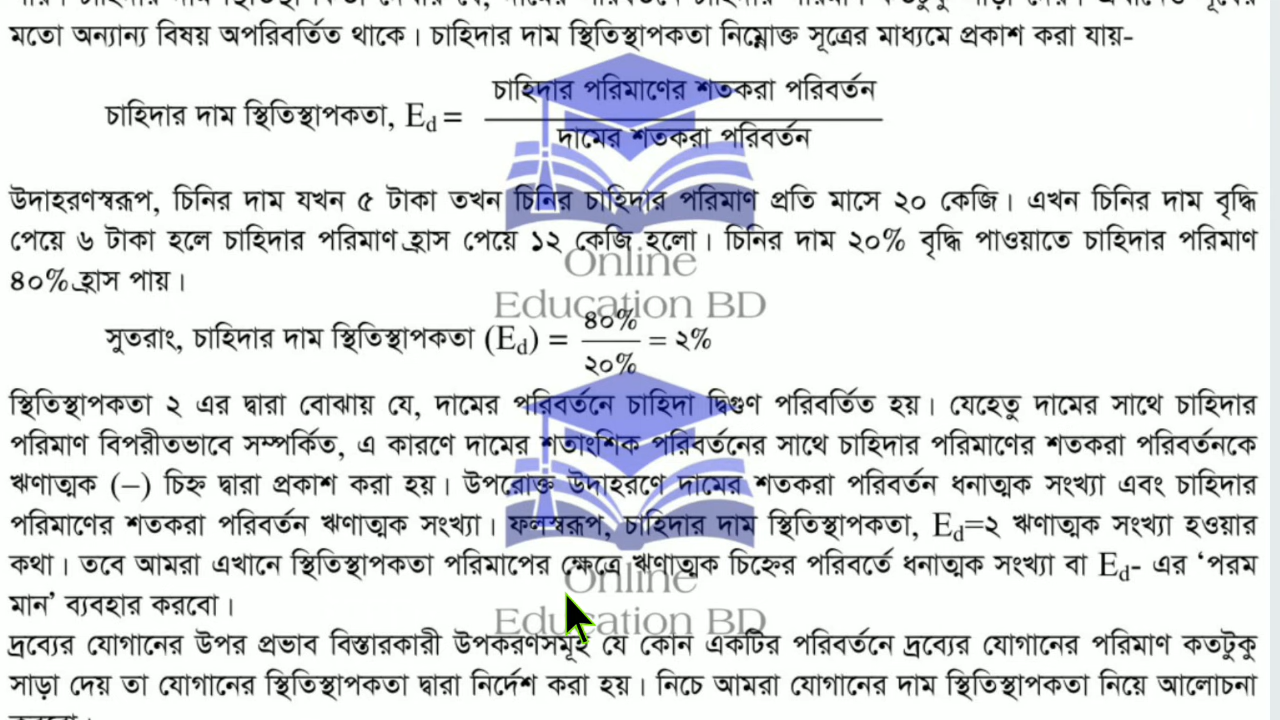 মতো অন্যান্য বিষয় অপরিবর্তিত থাকে। চাহিদার দাম স্থিতিস্থাপকতা নিম্নোক্ত সূত্রের মাধ্যমে প্রকাশ করা যায়-
চাহিদার পরিমাণের শতকরা পরিবর্তন
চাহিদার দাম স্থিতিস্থাপকতা, Ed =
দামের শতকরা পরিবর্তন
উদাহরণস্বরূপ, চিনির দাম যখন ৫ টাকা তখন চিনির চাহিদার পরিমাণ প্রতি মাসে ২০ কেজি। এখন চিনির দাম বৃদ্ধি
পেয়ে ৬ টাকা হলে চাহিদার পরিমাণ হ্রাস পেয়ে ১২ কেজি হলো। চিনির দাম ২০% বৃদ্ধি পাওয়াতে চাহিদার পরিমাণ
৪০% হ্রাস পায়।
Online
Education BD
সুতরাং, চাহিদার দাম স্থিতিস্থাপকতা (Ed) = ৪০% / ২০% = ২%
স্থিতিস্থাপকতা ২ এর দ্বারা বোঝায় যে, দামের পরিবর্তনে চাহিদা দ্বিগুণ পরিবর্তিত হয়। যেহেতু দামের সাথে চাহিদার
পরিমাণ বিপরীতভাবে সম্পর্কিত, এ কারণে দামের শতাংশিক পরিবর্তনের সাথে চাহিদার পরিমাণের শতকরা পরিবর্তনকে
ঋণাত্মক (−) চিহ্ন দ্বারা প্রকাশ করা হয়। উপরোক্ত উদাহরণে দামের শতকরা পরিবর্তন ধনাত্মক সংখ্যা এবং চাহিদার
পরিমাণের শতকরা পরিবর্তন ঋণাত্মক সংখ্যা। ফলস্বরূপ, চাহিদার দাম স্থিতিস্থাপকতা, Ed=২ ঋণাত্মক সংখ্যা হওয়ার
কথা। তবে আমরা এখানে স্থিতিস্থাপকতা পরিমাপের ক্ষেত্রে ঋণাত্মক চিহ্নের পরিবর্তে ধনাত্মক সংখ্যা বা Ed- এর ‘পরম
মান’ ব্যবহার করবো।
Online
Education BD
দ্রব্যের যোগানের উপর প্রভাব বিস্তারকারী উপকরণসমূহ যে কোন একটির পরিবর্তনে দ্রব্যের যোগানের পরিমাণ কতটুকু
সাড়া দেয় তা যোগানের স্থিতিস্থাপকতা দ্বারা নির্দেশ করা হয়। নিচে আমরা যোগানের দাম স্থিতিস্থাপকতা নিয়ে আলোচনা